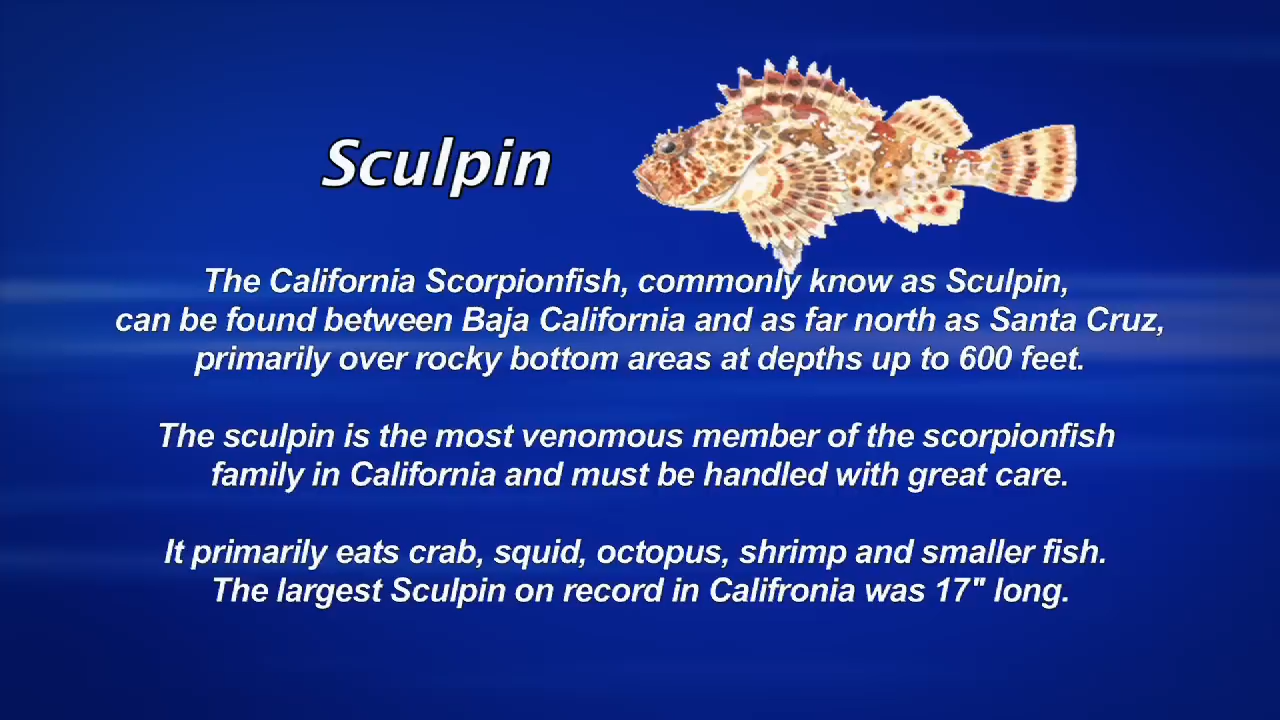 Sculpin
The California Scorpionfish, commonly know as Sculpin,
can be found between Baja California and as far north as Santa Cruz,
primarily over rocky bottom areas at depths up to 600 feet.
The sculpin is the most venomous member of the scorpionfish
family in California and must be handled with great care.
It primarily eats crab, squid, octopus, shrimp and smaller fish.
The largest Sculpin on record in Califronia was 17" long.